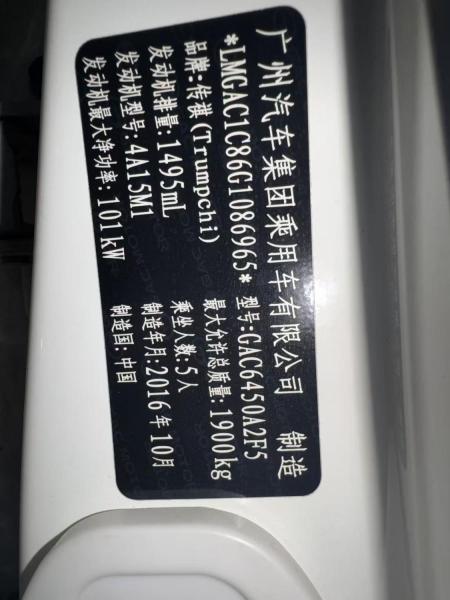 广州汽车集团乘用车有限公司 制造
*LMGAC1C86G1086965* 型号:GAC6450A2F5
品牌:传祺(Trumpchi) 最大允许总质量:1900kg
发动机排量:1495mL 乘坐人数:5人
发动机型号:4A15M1 制造年月:2016年10月
发动机最大净功率:101kW 制造国:中国